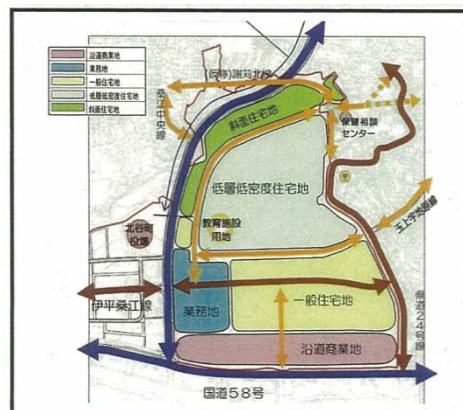 沿道商業地
業務地
一般住宅地
低層低密度住宅地
斜面住宅地
(仮称)謝苅北線
桑江中央線
斜面住宅地
保健相談
センター
低層低密度住宅地
玉上宇地原線
教育施設
用地
北谷町
役場
伊平桑江線
業務地
一般住宅地
県道24号線
沿道商業地
国道58号